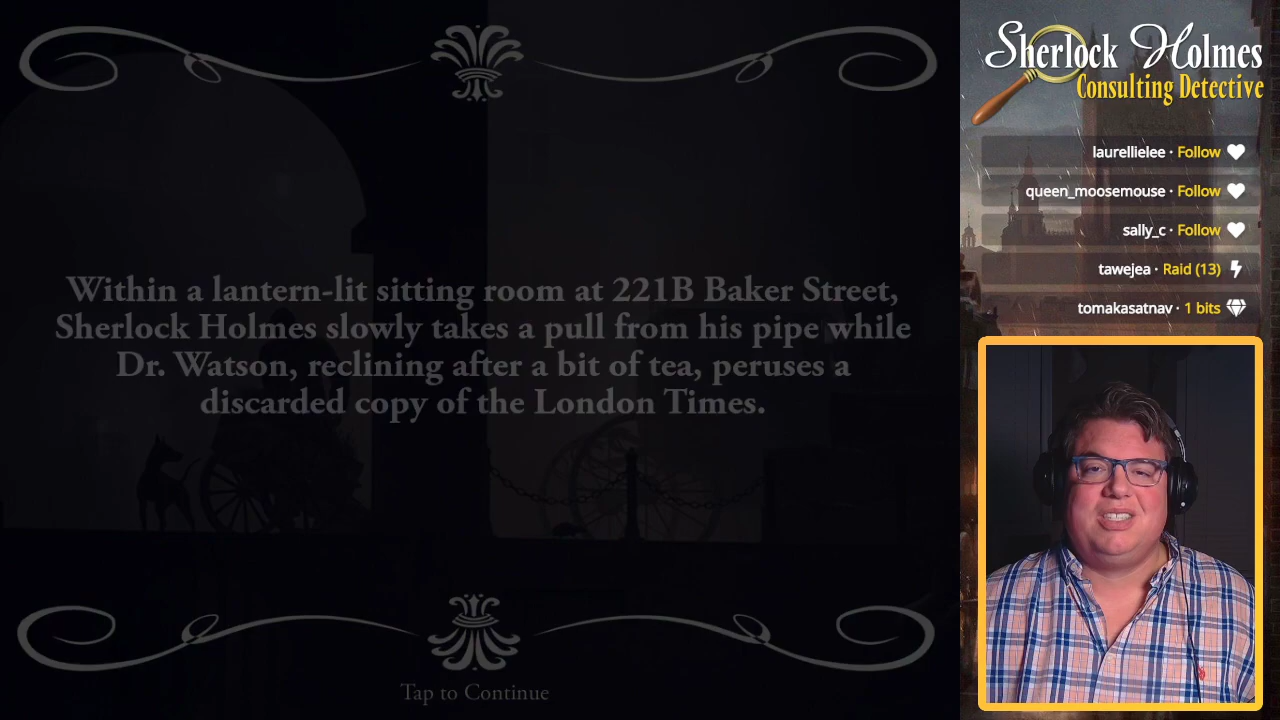 Within a lantern-lit sitting room at 221B Baker Street,
Sherlock Holmes slowly takes a pull from his pipe while
Dr. Watson, reclining after a bit of tea, peruses a
discarded copy of the London Times.
Tap to Continue
Sherlock Holmes
Consulting Detective
laurellielee · Follow
queen_moosemouse · Follow
sally_c · Follow
tawejea · Raid (13)
tomakasatnav · 1 bits